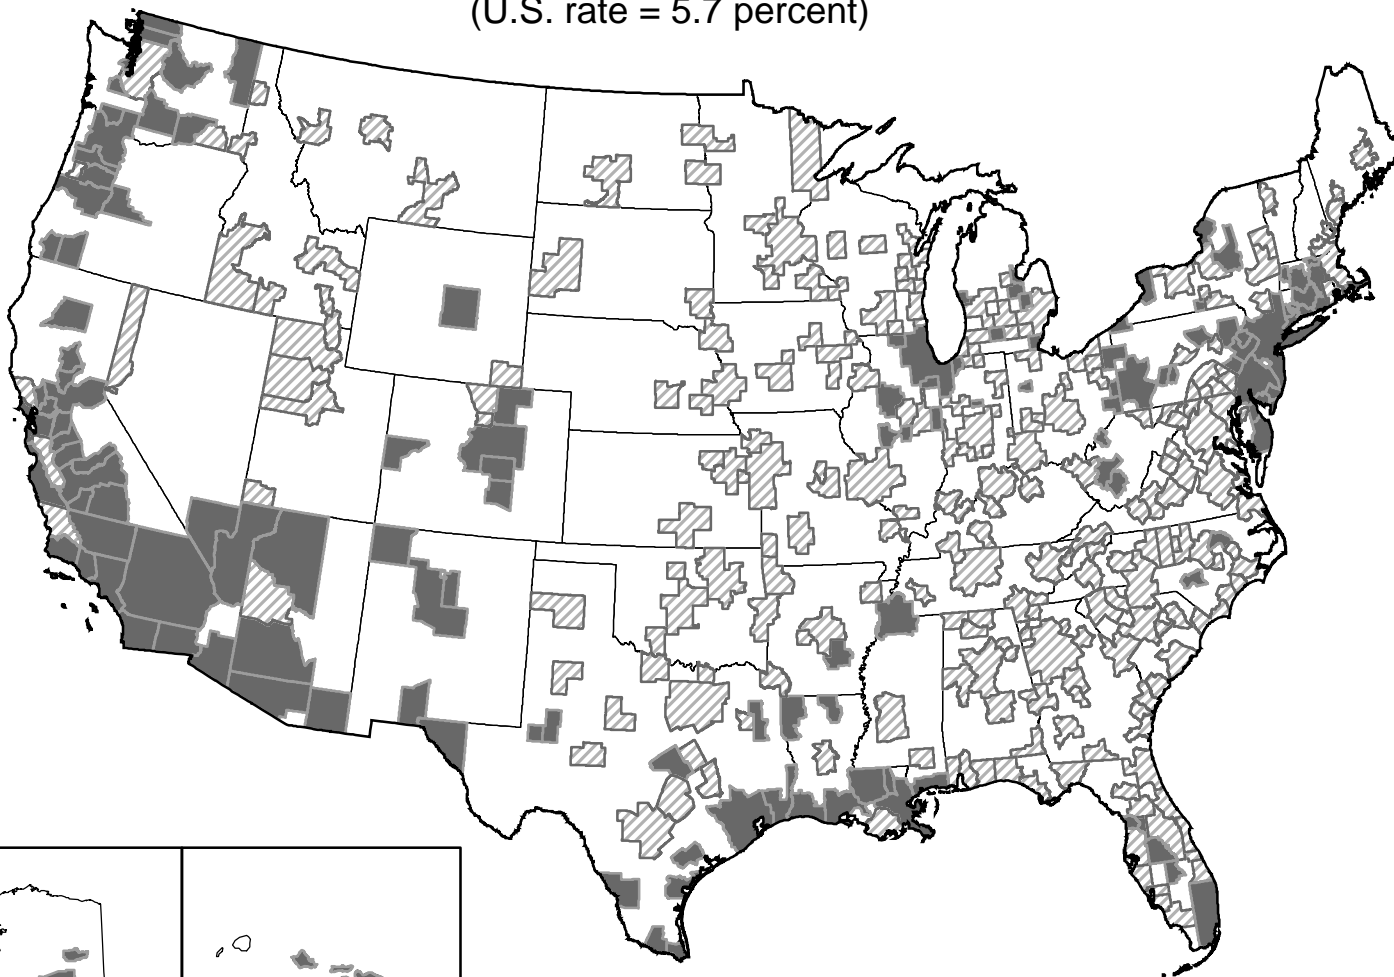 (U.S. rate = 5.7 percent)